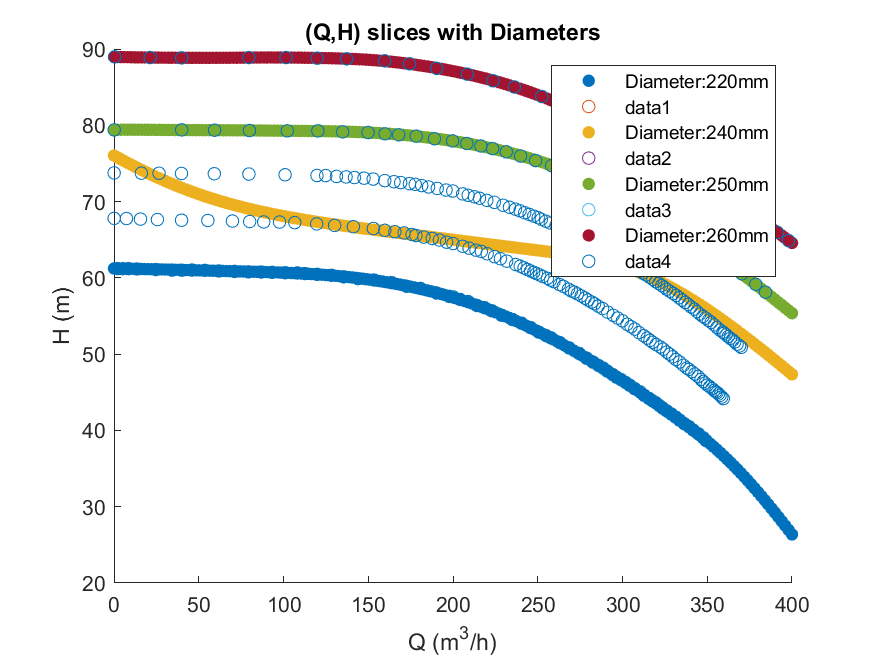 (Q,H) slices with Diameters
90
80
70
60
50
40
30
20
H (m)
Diameter:220mm
data1
Diameter:240mm
data2
Diameter:250mm
data3
Diameter:260mm
data4
0 50 100 150 200 250 300 350 400
Q (m³/h)